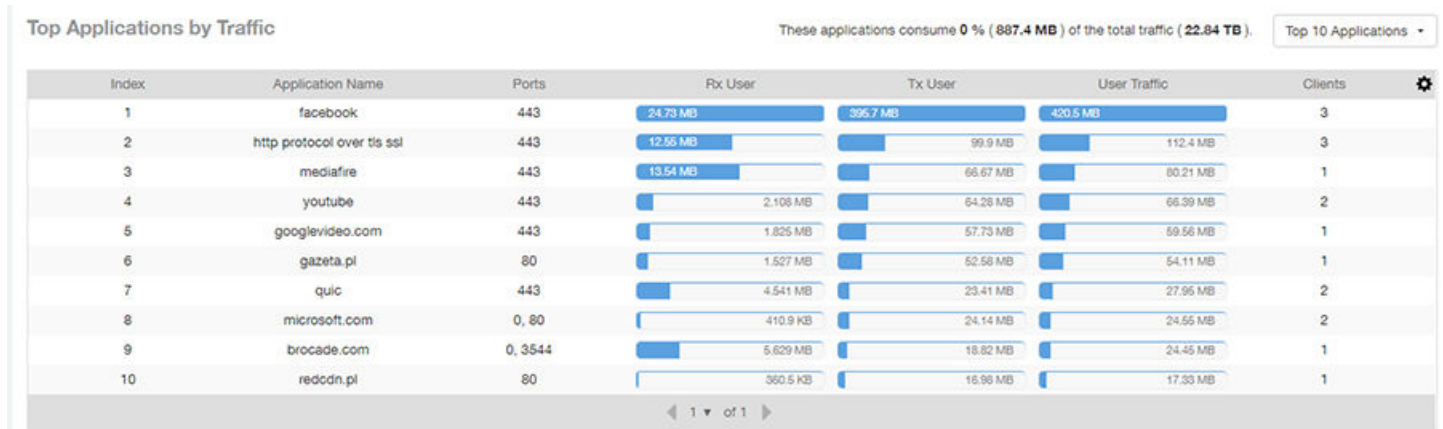 Top Applications by Traffic
These applications consume 0 % ( 887.4 MB ) of the total traffic ( 22.84 TB ). Top 10 Applications
Index Application Name Ports Rx User Tx User User Traffic Clients
1 facebook 443 24.73 MB 395.7 MB 420.5 MB 3
2 http protocol over tls ssl 443 12.55 MB 99.9 MB 112.4 MB 3
3 mediafire 443 13.54 MB 66.67 MB 80.21 MB 1
4 youtube 443 2.108 MB 64.28 MB 66.39 MB 2
5 googlevideo.com 443 1.825 MB 57.73 MB 59.56 MB 1
6 gazeta.pl 80 1.527 MB 52.58 MB 54.11 MB 1
7 quic 443 4.541 MB 23.41 MB 27.95 MB 2
8 microsoft.com 0, 80 410.9 KB 24.14 MB 24.55 MB 2
9 brocade.com 0, 3544 5.629 MB 18.82 MB 24.45 MB 1
10 redcdn.pl 80 360.5 KB 16.98 MB 17.33 MB 1
1 of 1